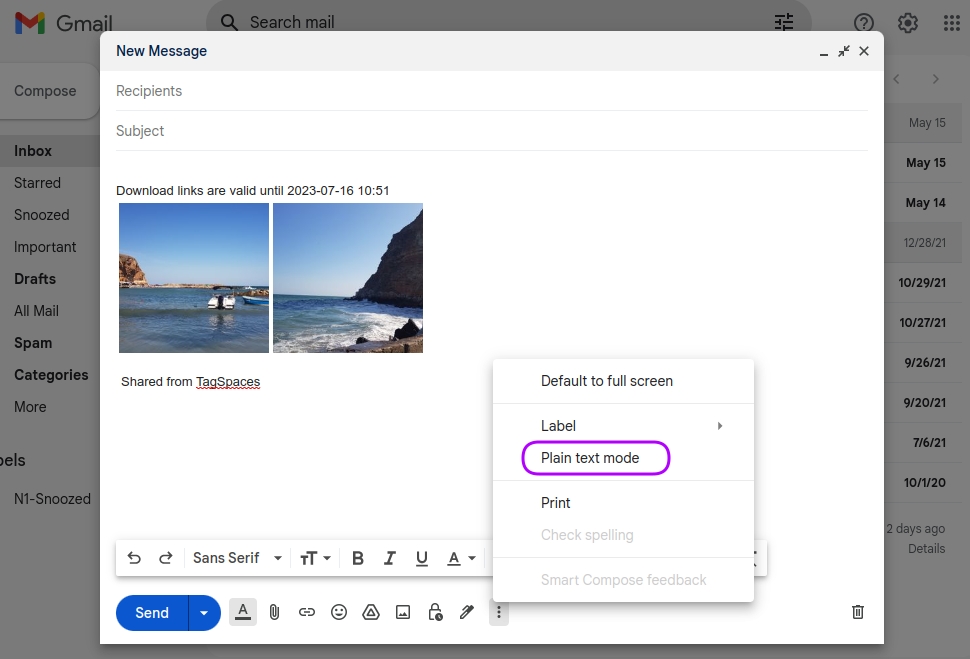 Gmail
Search mail
New Message
Compose
Recipients
Subject
Inbox
Starred
Snoozed
Important
Drafts
All Mail
Spam
Categories
More
els
N1-Snoozed
Download links are valid until 2023-07-16 10:51
Shared from TagSpaces
Default to full screen
Label
Plain text mode
Print
Check spelling
Smart Compose feedback
Sans Serif
B I U A
Send
A
May 15
May 15
May 14
12/28/21
10/29/21
10/27/21
9/26/21
9/20/21
7/6/21
10/1/20
2 days ago
Details